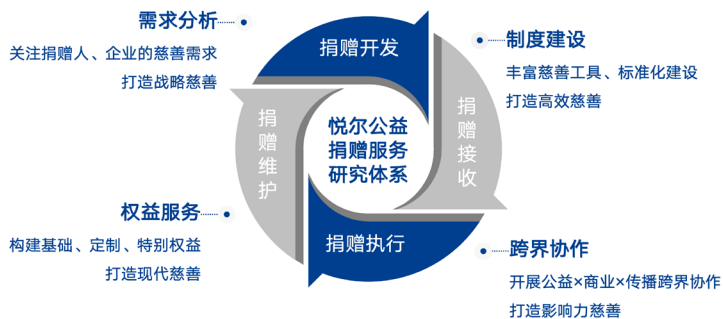 需求分析
关注捐赠人、企业的慈善需求
打造战略慈善
捐赠开发
制度建设
丰富慈善工具、标准化建设
打造高效慈善
捐赠维护
悦尔公益
捐赠服务
研究体系
捐赠接收
权益服务
构建基础、定制、特别权益
打造现代慈善
捐赠执行
跨界协作
开展公益×商业×传播跨界协作
打造影响力慈善